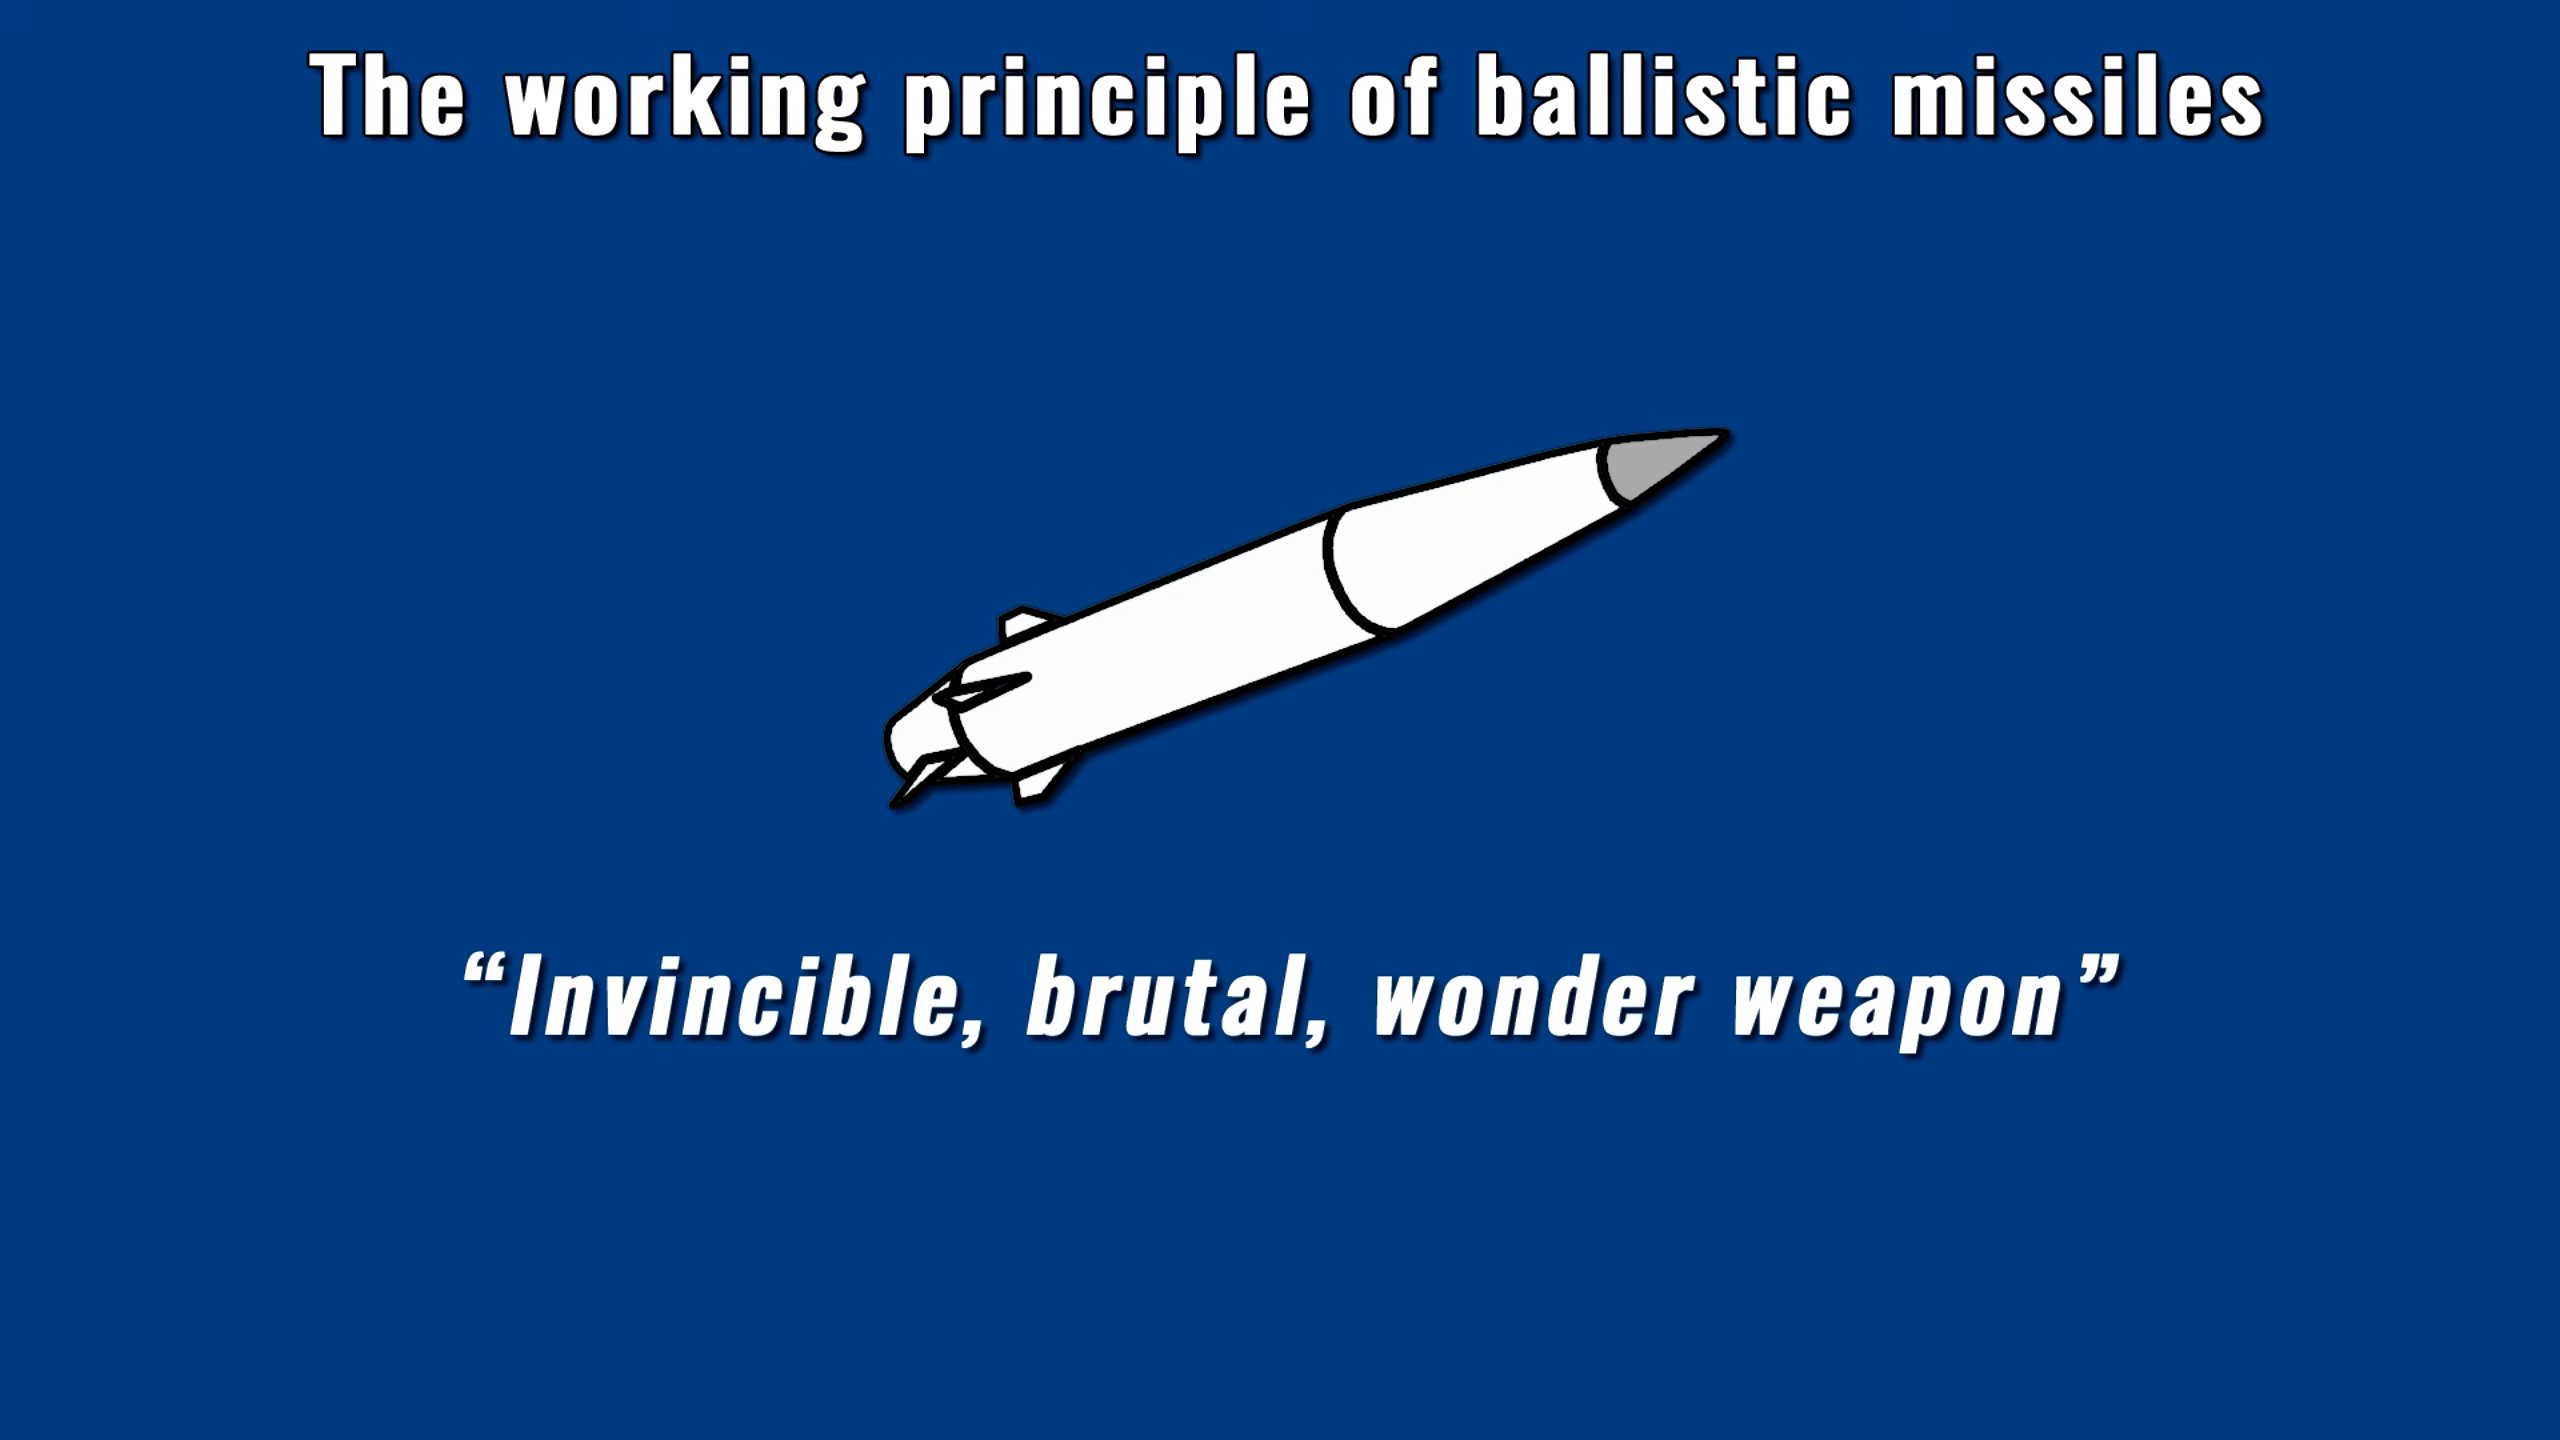 The working principle of ballistic missiles
“Invincible, brutal, wonder weapon”